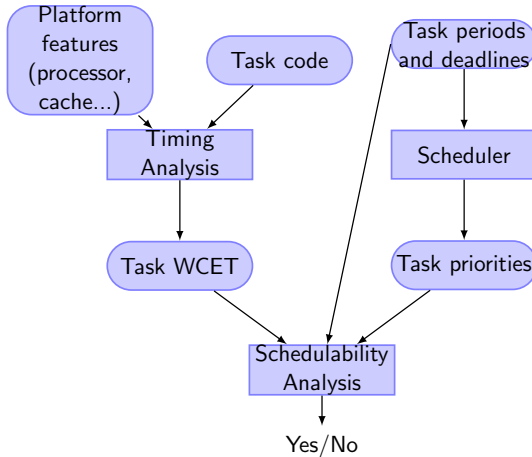 Platform
features
(processor,
cache...)
Task code
Task periods
and deadlines
Timing
Analysis
Scheduler
Task WCET
Task priorities
Schedulability
Analysis
Yes/No